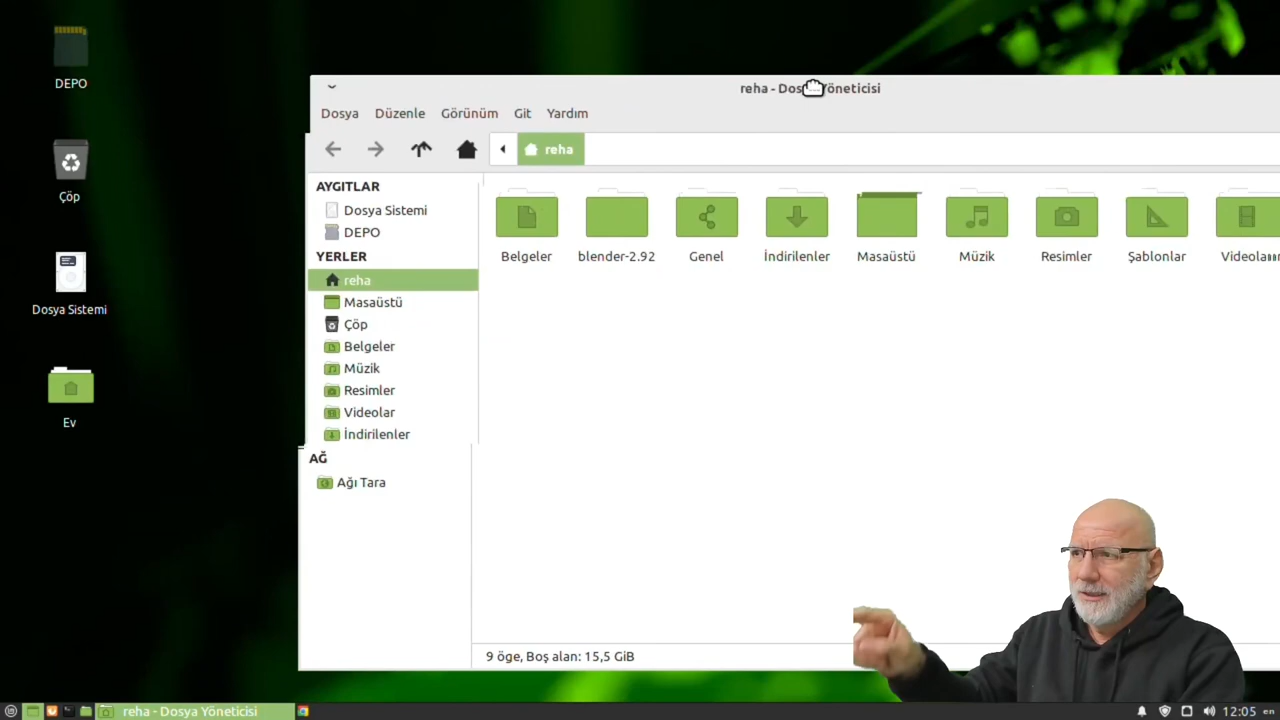 DEPO
Çöp
Dosya Sistemi
Ev
reha - Dos Yöneticisi
Dosya Düzenle Görünüm Git Yardım
reha
AYGITLAR
Dosya Sistemi
DEPO
YERLER
reha
Masaüstü
Çöp
Belgeler
Müzik
Resimler
Videolar
İndirilenler
AĞ
Ağı Tara
Belgeler blender-2.92 Genel İndirilenler Masaüstü Müzik Resimler Şablonlar
9 öge, Boş alan: 15,5 GiB
reha - Dosya Yöneticisi
12:05 en